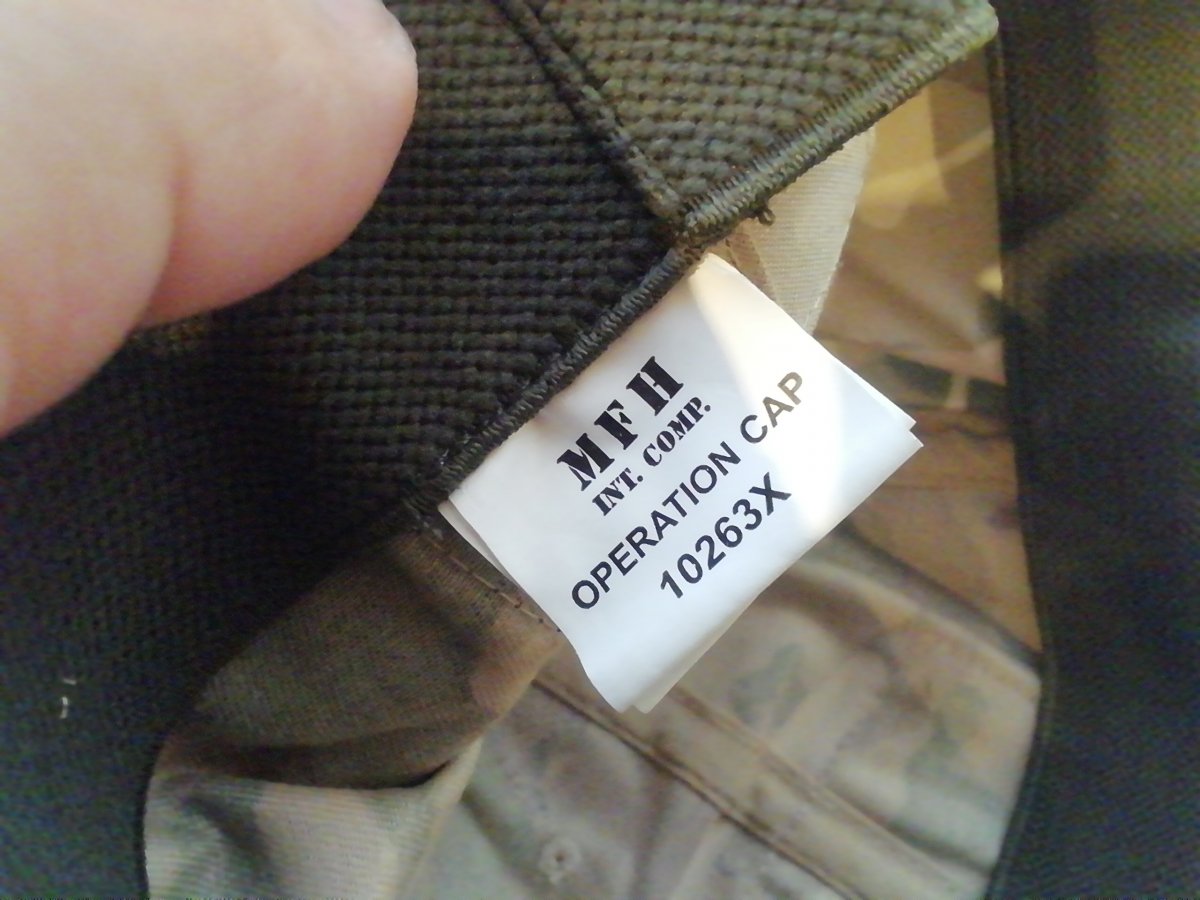 MFH
INT. COMP.
OPERATION CAP
10263X